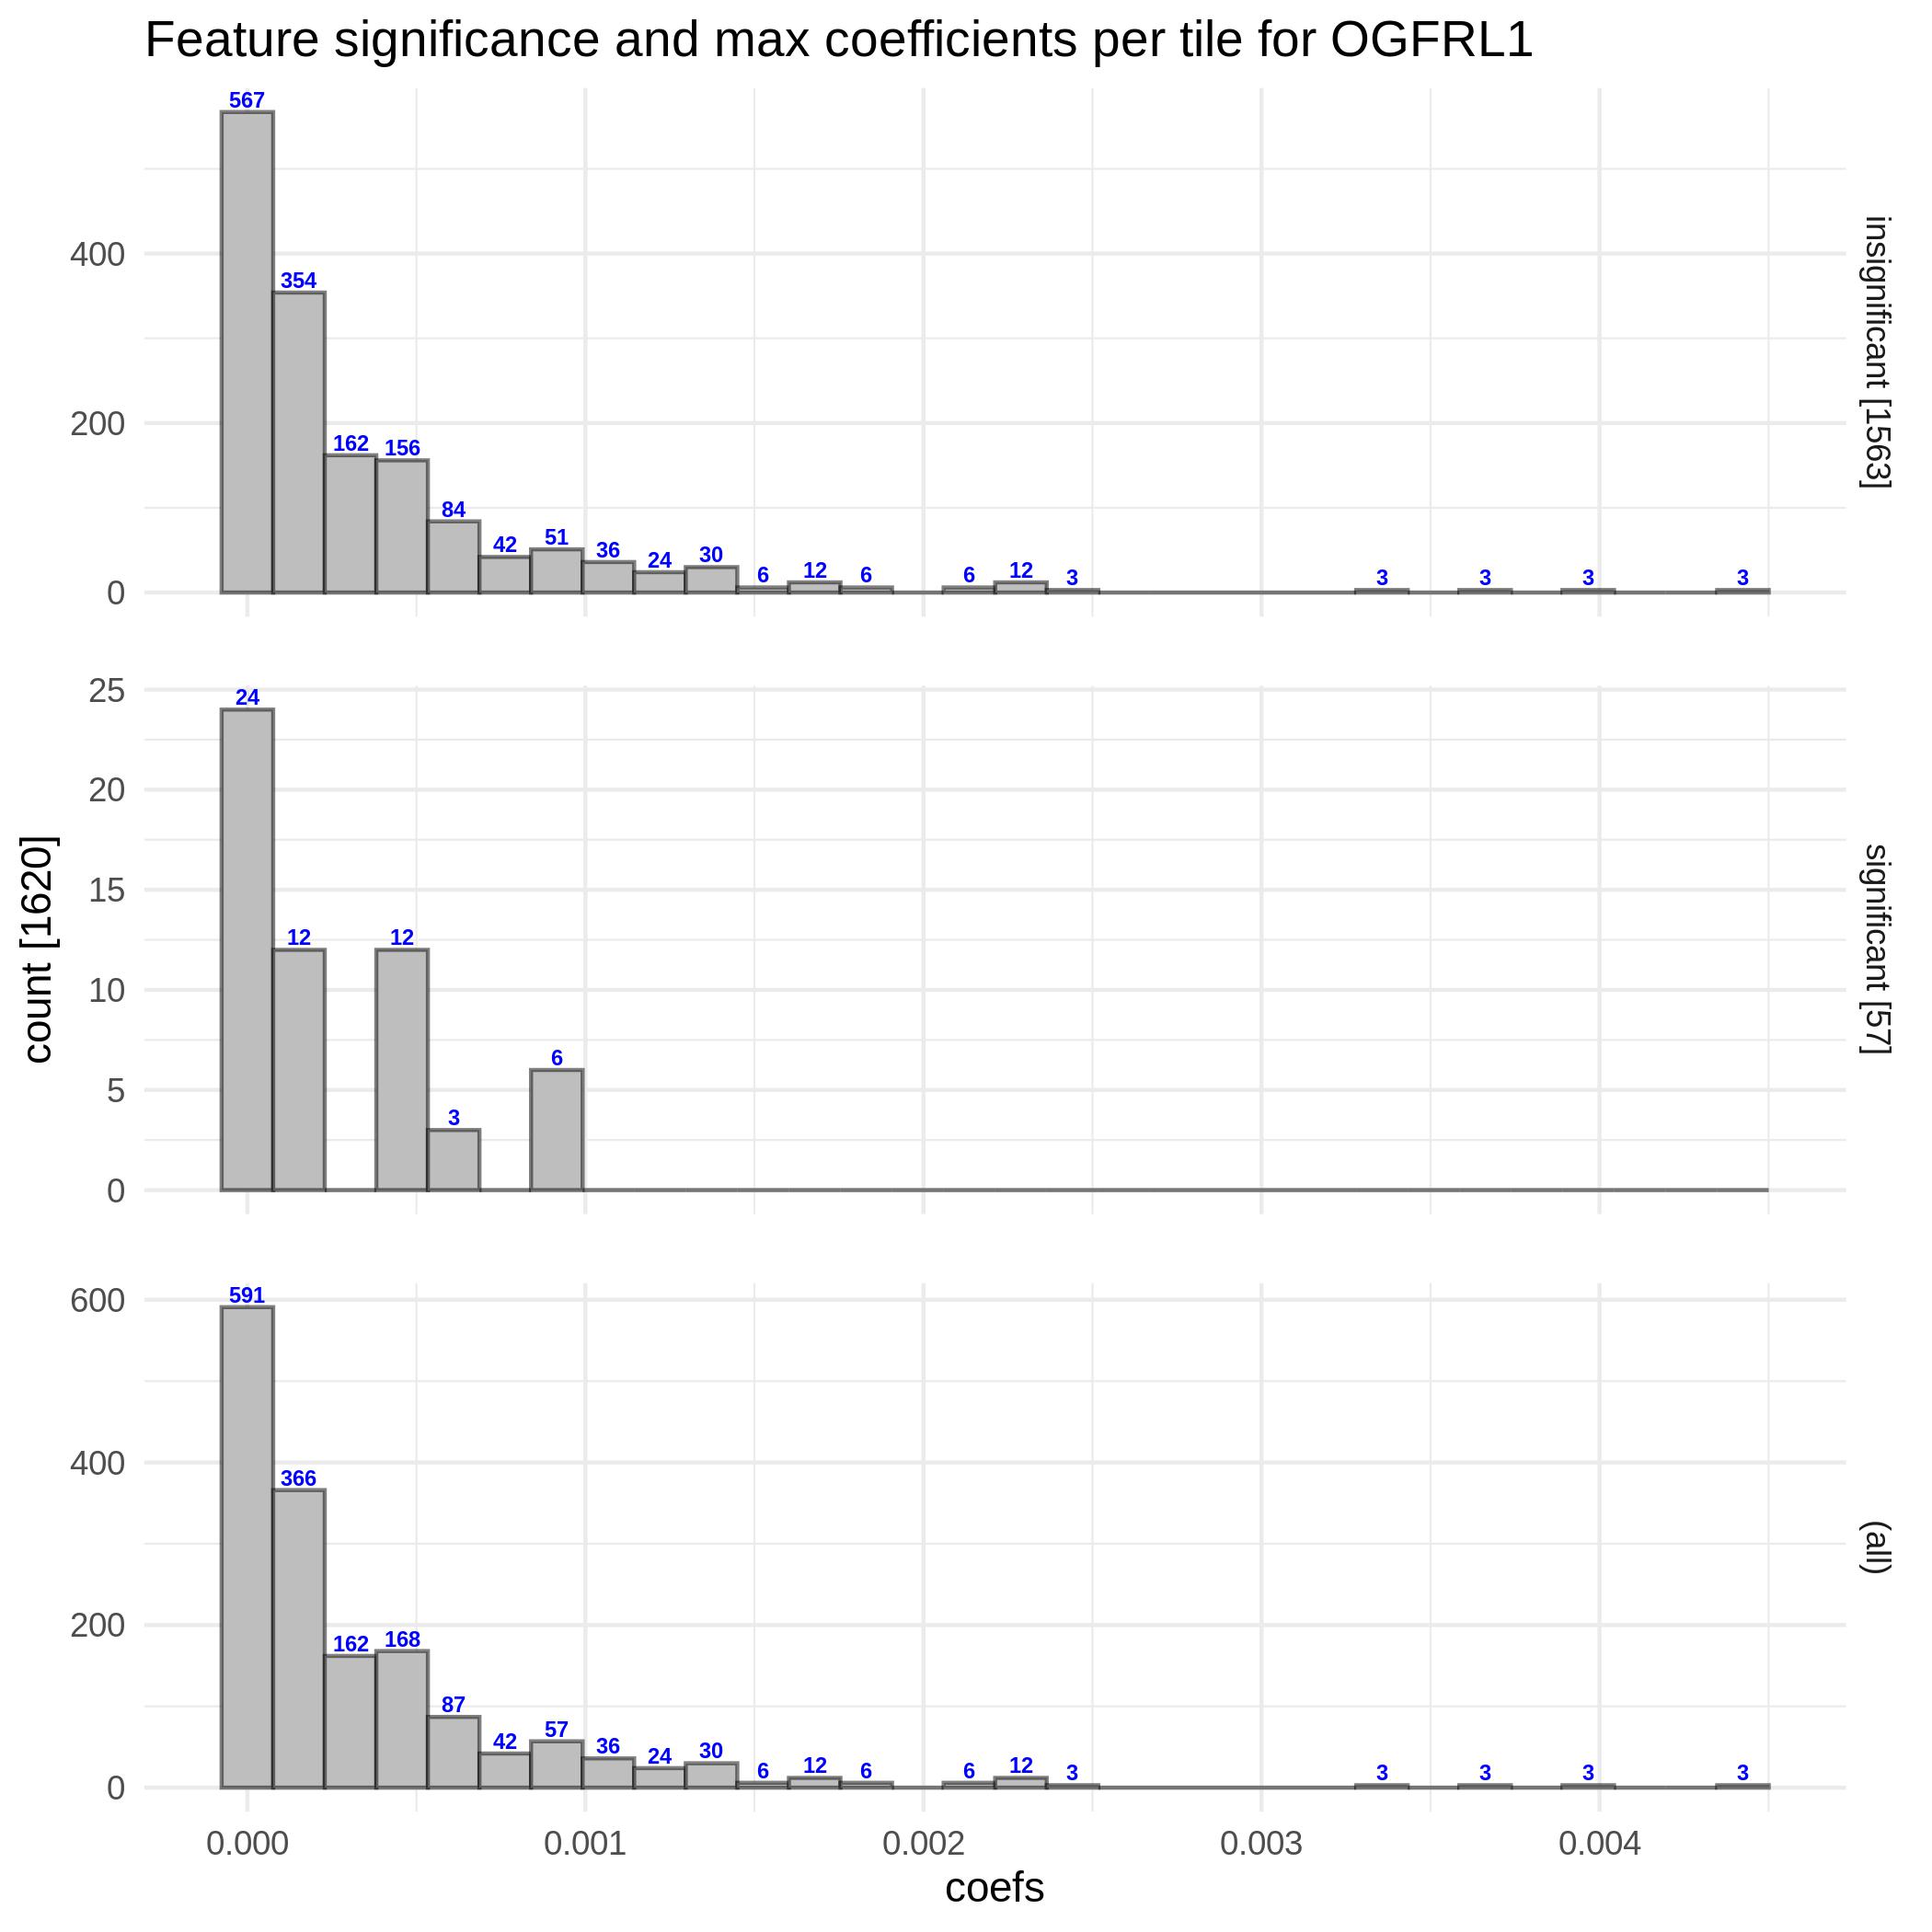 Feature significance and max coefficients per tile for OGFRL1
567
354
162 156
84
42 51 36 24 30 6 12 6 6 12 3 3 3 3 3
400
200
0
insignificant [1563]
24
12 12
3 6
25
20
15
10
5
0
significant [57]
count [1620]
591
366
162 168
87
42 57 36 24 30 6 12 6 6 12 3 3 3 3 3
600
400
200
0
(all)
0.000 0.001 0.002 0.003 0.004
coefs